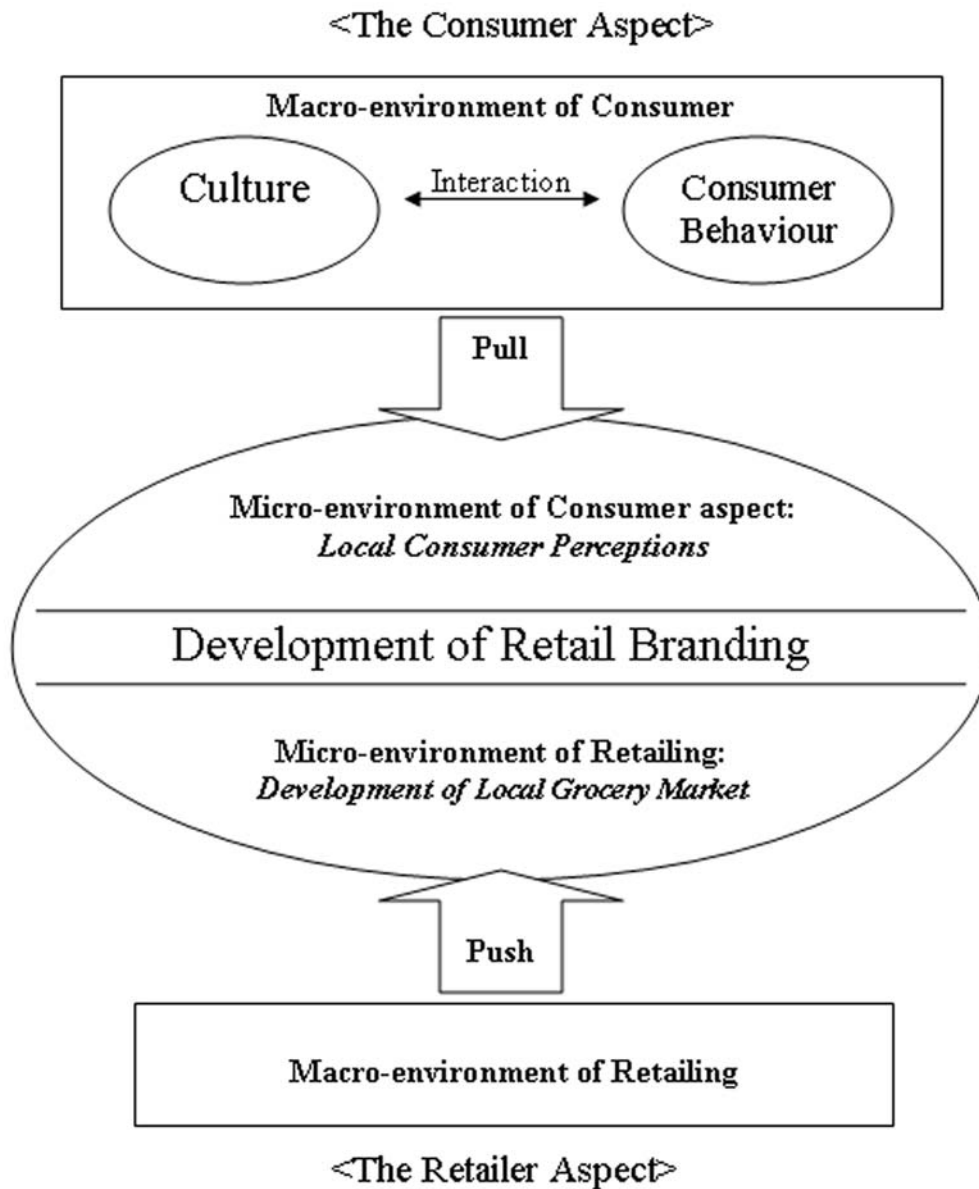 <The Consumer Aspect>
Macro-environment of Consumer
Culture
Interaction
Consumer
Behaviour
Pull
Micro-environment of Consumer aspect:
Local Consumer Perceptions
Development of Retail Branding
Micro-environment of Retailing:
Development of Local Grocery Market
Push
Macro-environment of Retailing
<The Retailer Aspect>